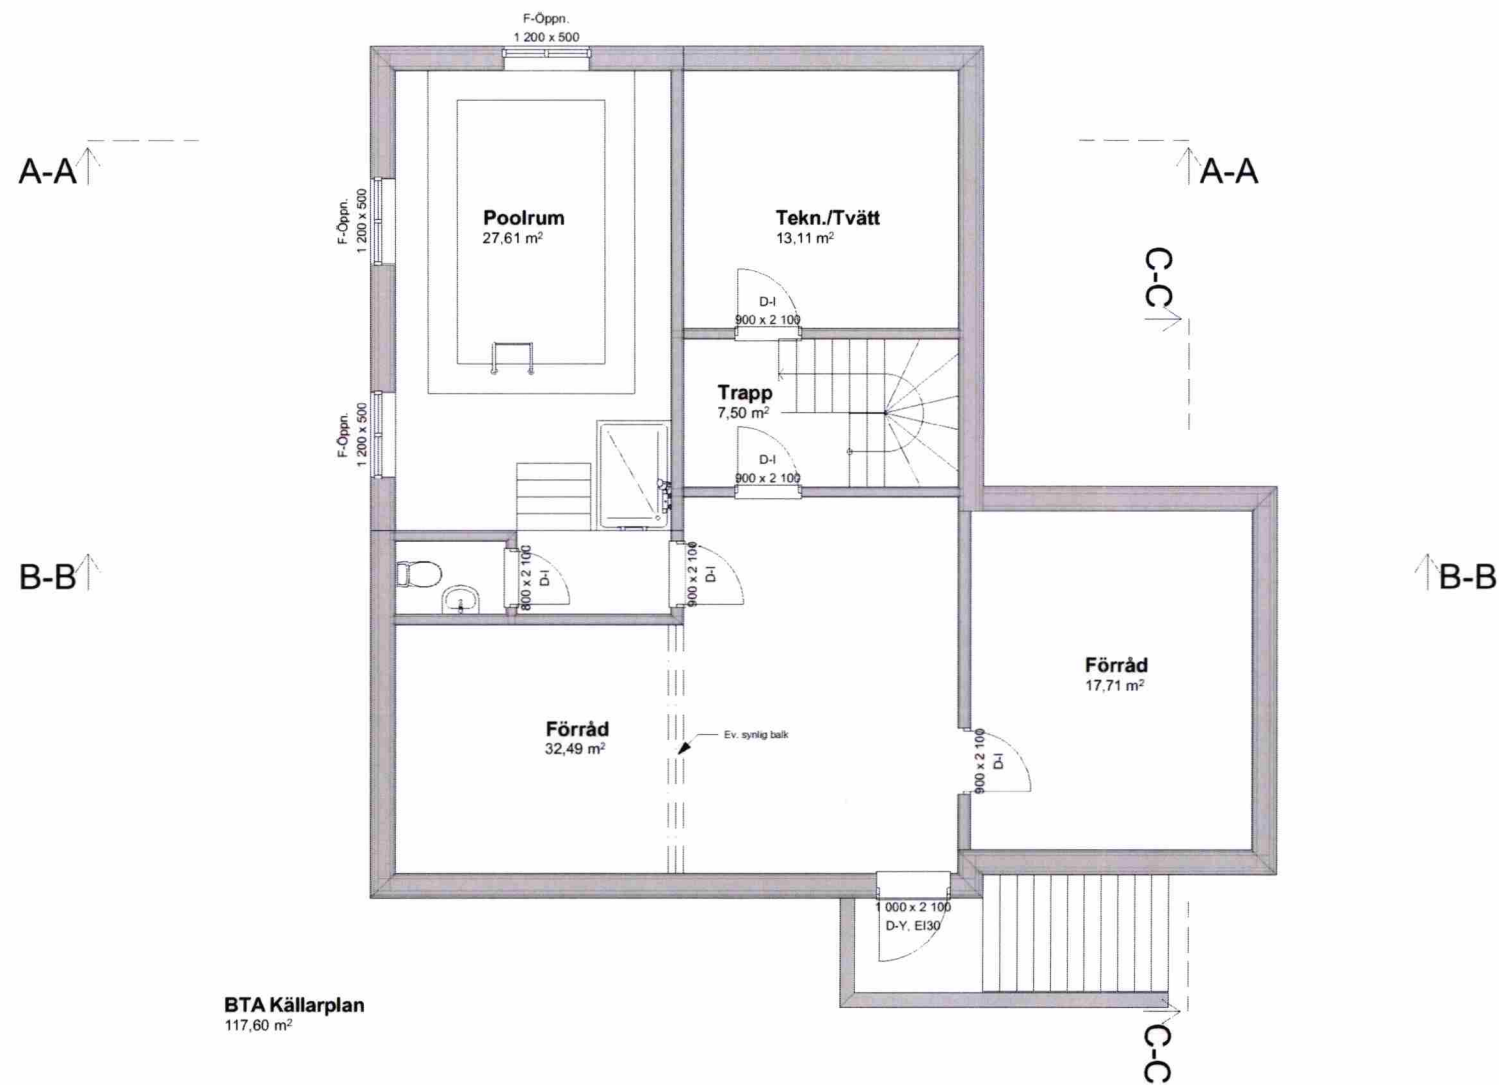 F-Öppn.
1 200 x 500
A-A
A-A
F-Öppn.
1 200 x 500
Poolrum
27,61 m²
Tekn./Tvätt
13,11 m²
C-C
D-I
900 x 2 100
Trapp
7,50 m²
F-Öppn.
1 200 x 500
D-I
900 x 2 100
B-B
800 x 2 100
D-I
900 x 2 100
D-I
B-B
Förråd
17,71 m²
Förråd
32,49 m²
Ev. synlig balk
900 x 2 100
D-I
1 000 x 2 100
D-Y, EI30
BTA Källarplan
117,60 m²
C-C